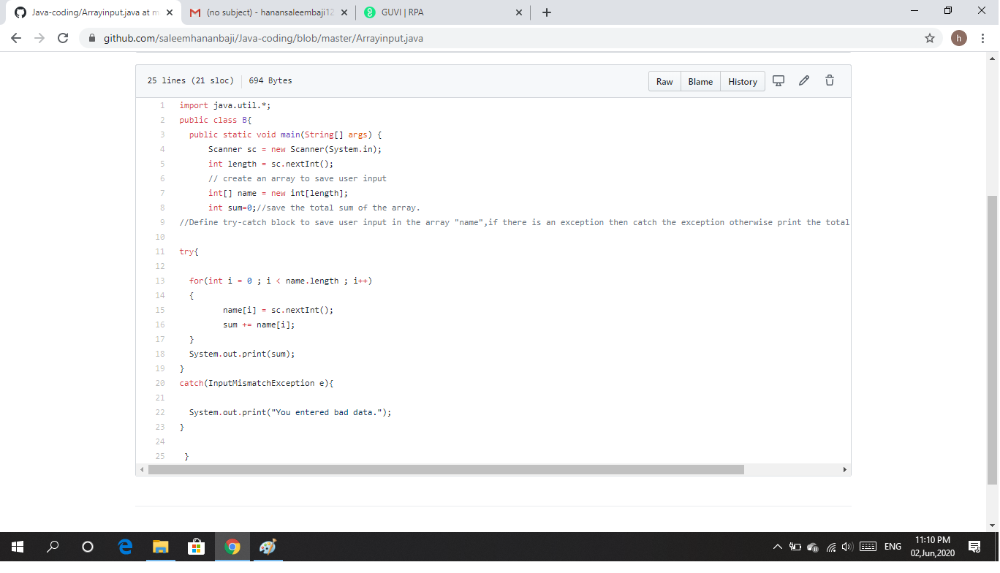 Java-coding/Arrayinput.java at m
(no subject) - hanansaleembaji12
GUVI | RPA
github.com/saleemhananbaji/Java-coding/blob/master/Arrayinput.java
h
25 lines (21 sloc) 694 Bytes
Raw Blame History
1 import java.util.*;
2 public class B{
3 public static void main(String[] args) {
4 Scanner sc = new Scanner(System.in);
5 int length = sc.nextInt();
6 // create an array to save user input
7 int[] name = new int[length];
8 int sum=0;//save the total sum of the array.
9 //Define try-catch block to save user input in the array "name",if there is an exception then catch the exception otherwise print the total
10
11 try{
12
13 for(int i = 0 ; i < name.length ; i++)
14 {
15 name[i] = sc.nextInt();
16 sum += name[i];
17 }
18 System.out.print(sum);
19 }
20 catch(InputMismatchException e){
21
22 System.out.print("You entered bad data.");
23 }
24
25 }
ENG
11:10 PM
02,Jun,2020